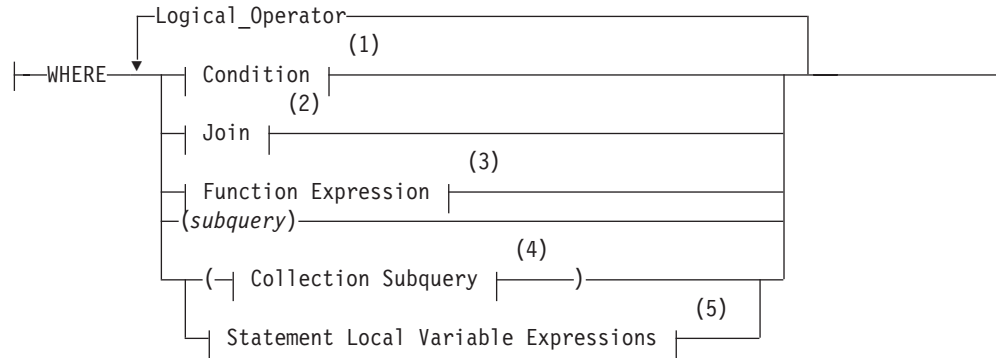 Logical_Operator
(1)
WHERE Condition
(2)
Join
(3)
Function Expression
(subquery)
(4)
( Collection Subquery )
(5)
Statement Local Variable Expressions